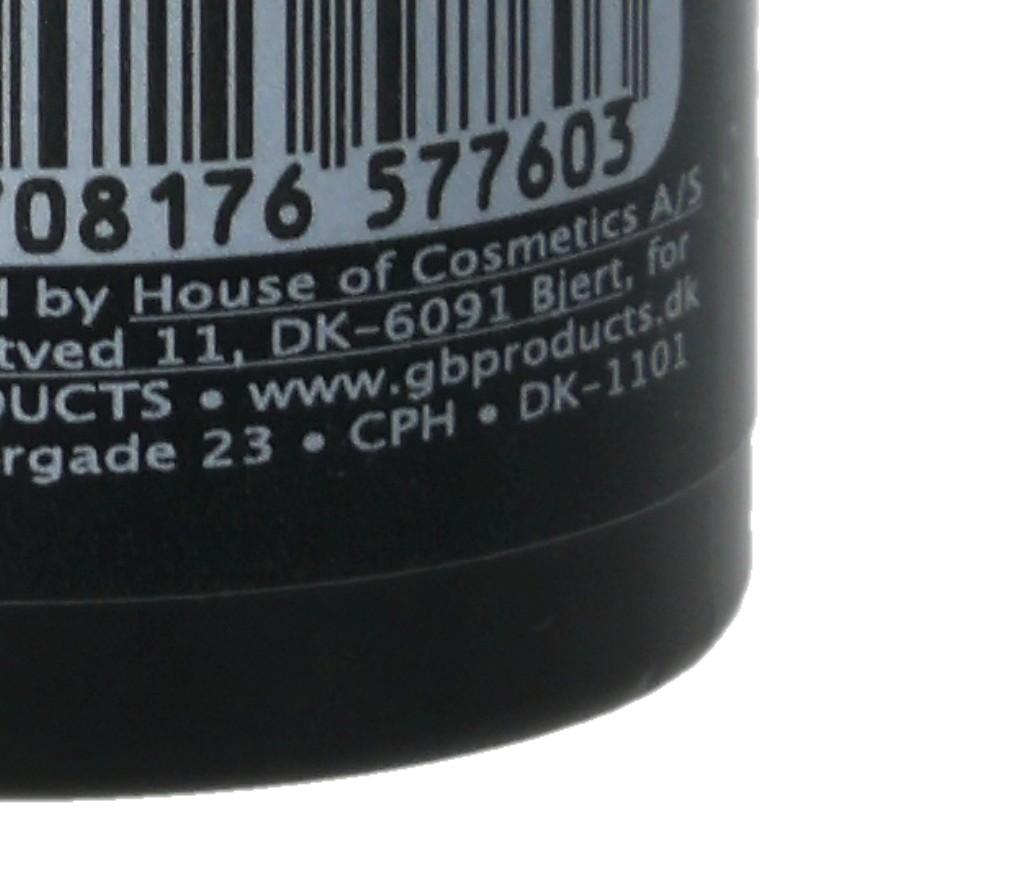 708176 577603
d by House of Cosmetics A/S
tved 11, DK-6091 Bjert, for
DUCTS • www.gbproducts.dk
rgade 23 • CPH • DK-1101